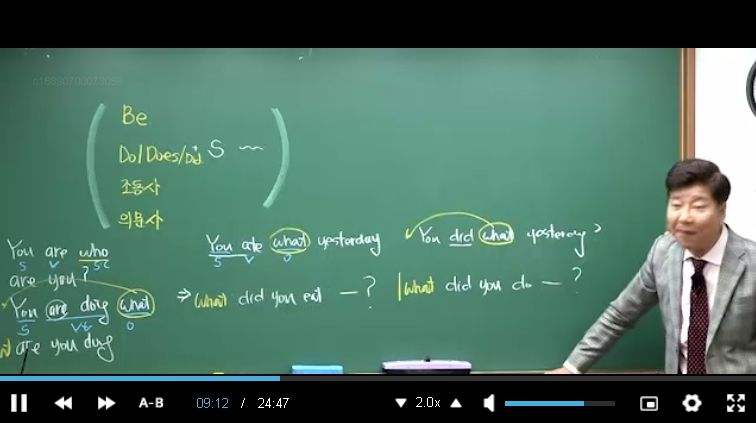 Be
Do/Does/Did. S
조동사
의문사
You are who
S V SC
are you?
You are doing what
S V O
are you doing
You ate what yesterday
S V O
⇒ what did you eat — ?
You did what yesterday?
what did you do — ?
A-B
09:12 / 24:47
2.0x